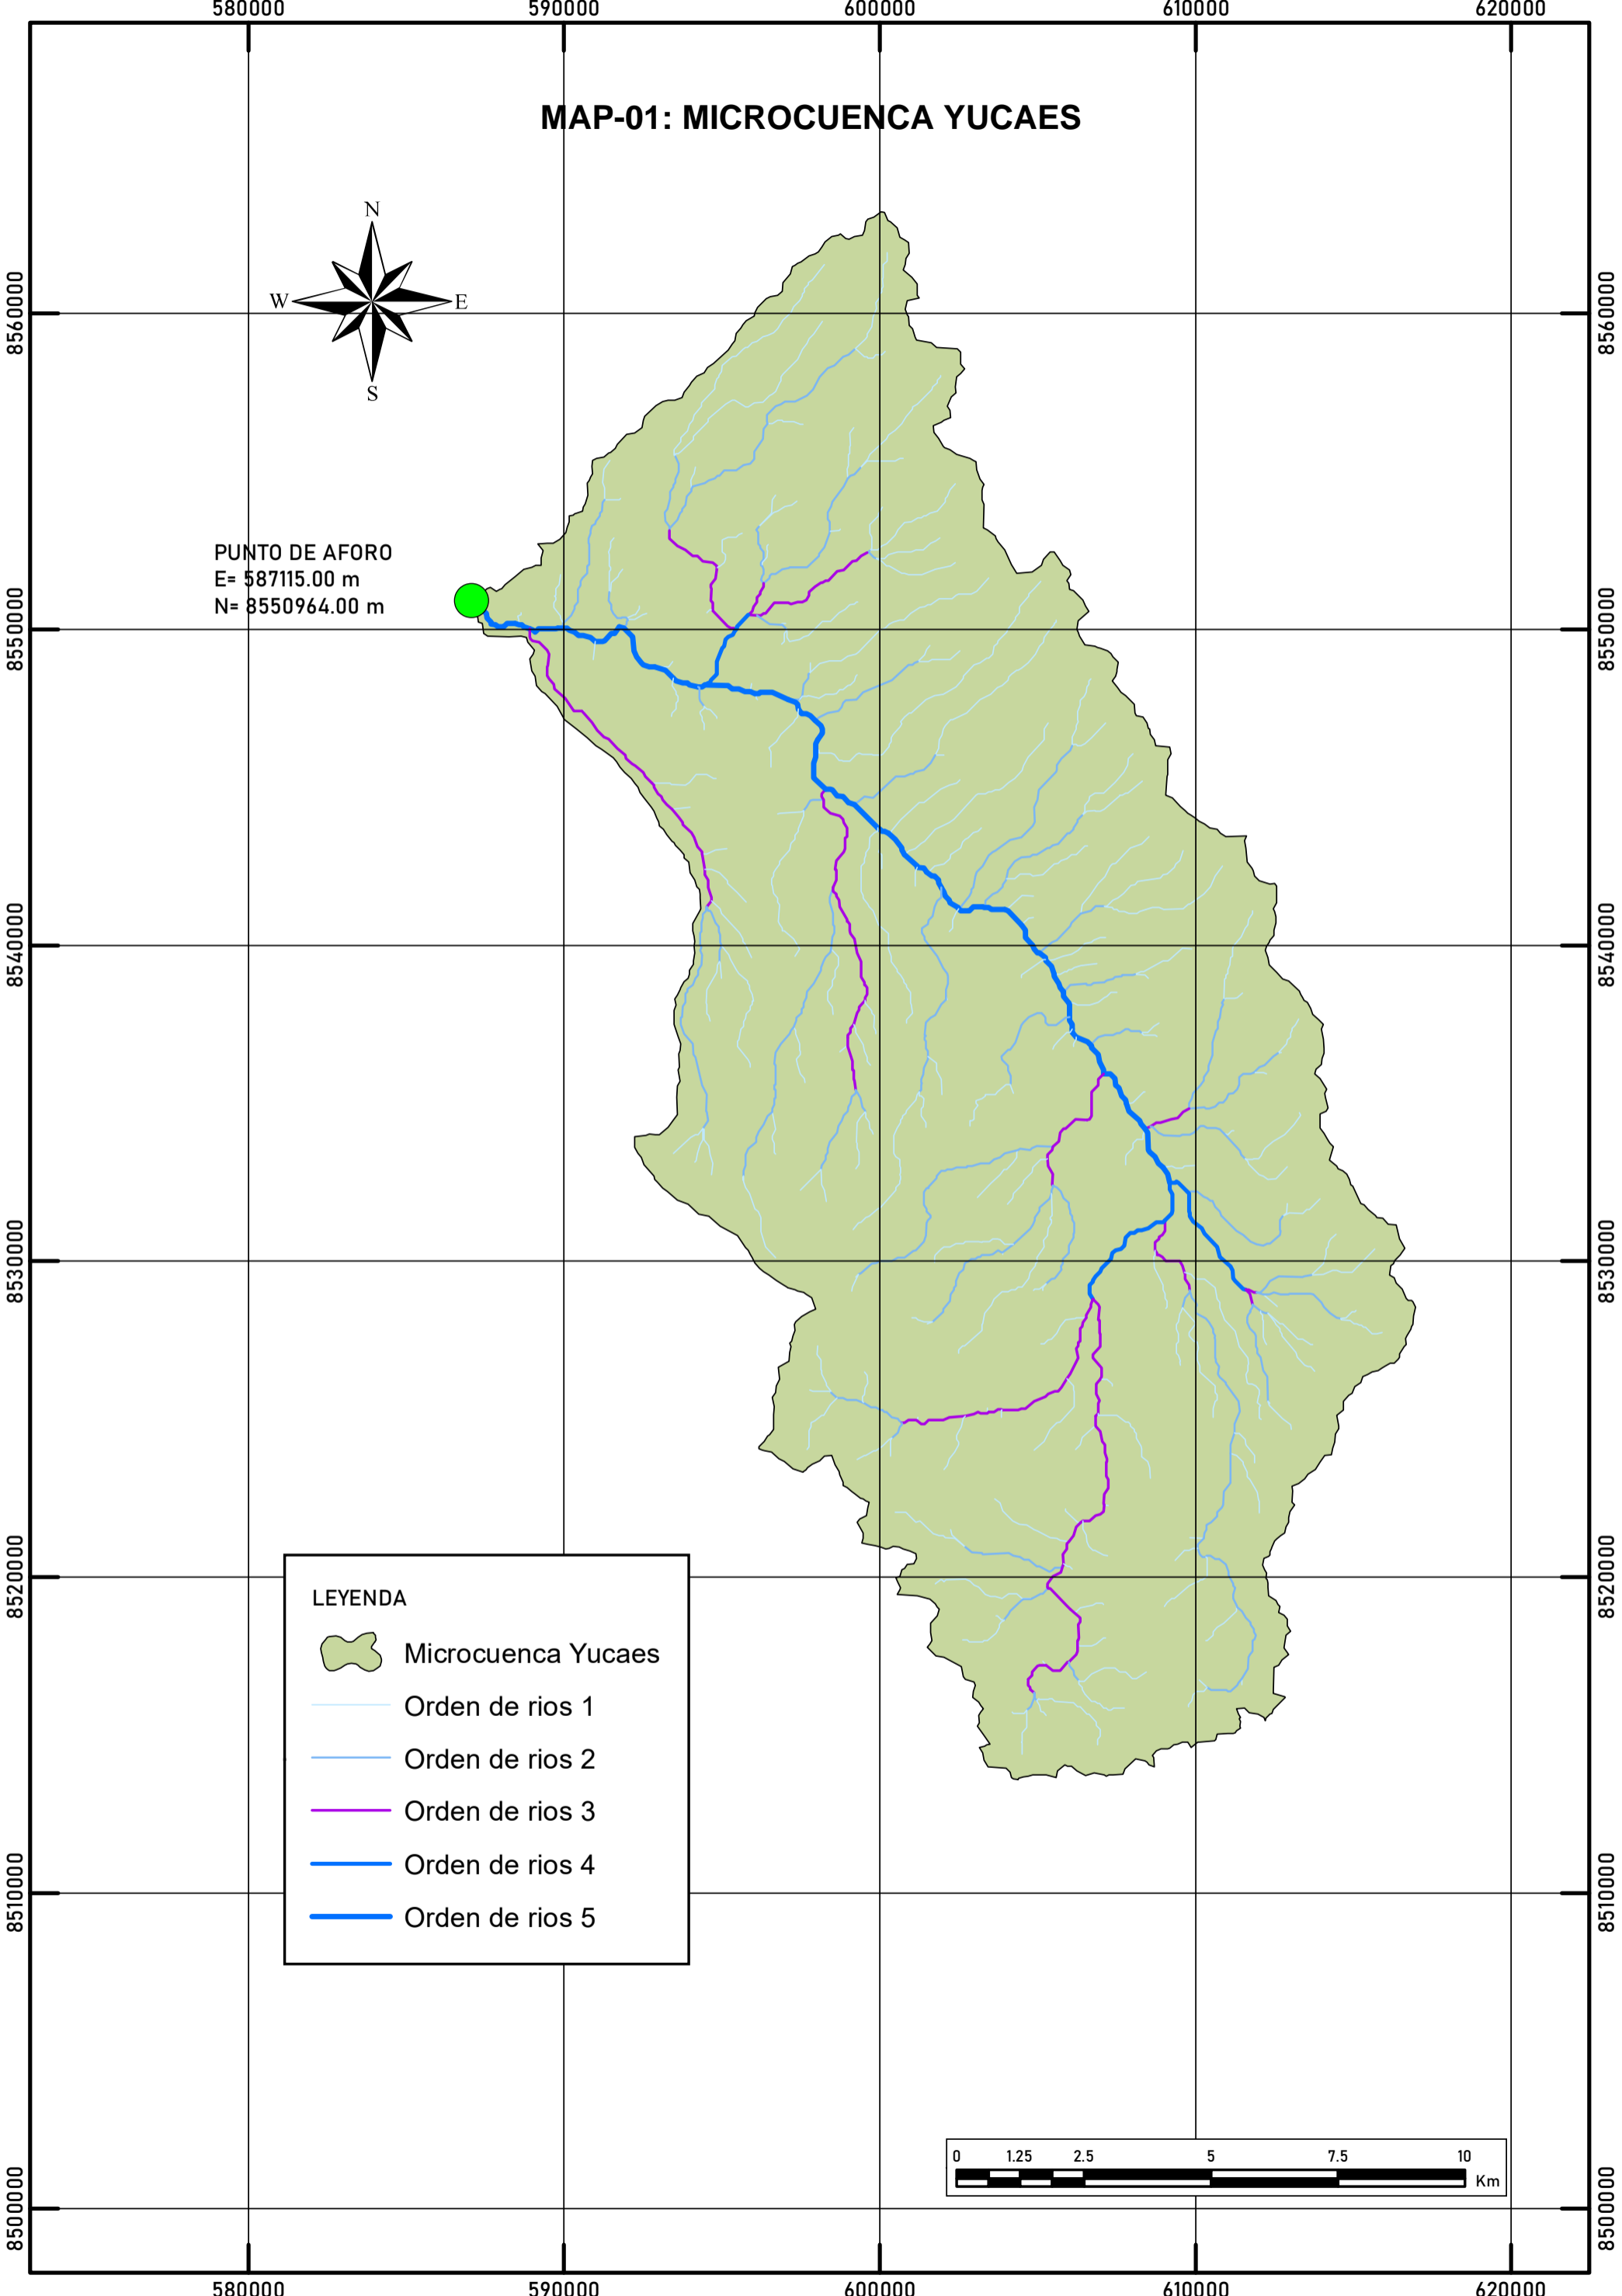 580000 590000 600000 610000 620000
MAP-01: MICROCUENCA YUCAES
N
W E
S
8560000 8560000
PUNTO DE AFORO
E= 587115.00 m
N= 8550964.00 m
8550000 8550000
8540000 8540000
8530000 8530000
8520000 8520000
LEYENDA
Microcuenca Yucaes
Orden de rios 1
Orden de rios 2
Orden de rios 3
Orden de rios 4
Orden de rios 5
8510000 8510000
0 1.25 2.5 5 7.5 10
Km
8500000 8500000
580000 590000 600000 610000 620000